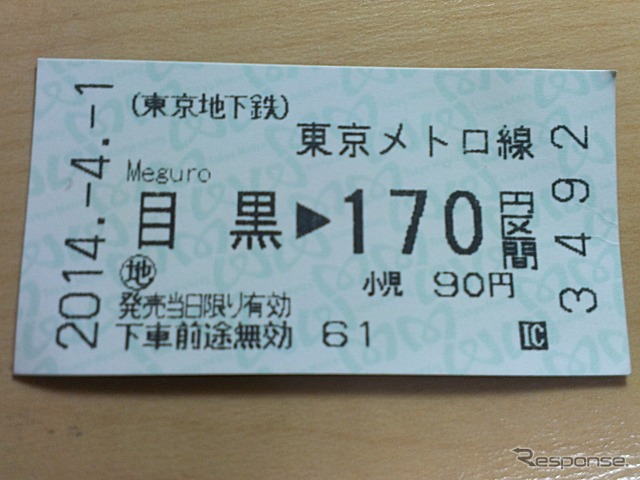 2014.-4.-1
(東京地下鉄)
東京メトロ線
Meguro
目黒▶170円区間
㊞地
小児 90円
発売当日限り有効
下車前途無効 61
IC
3492
Response.